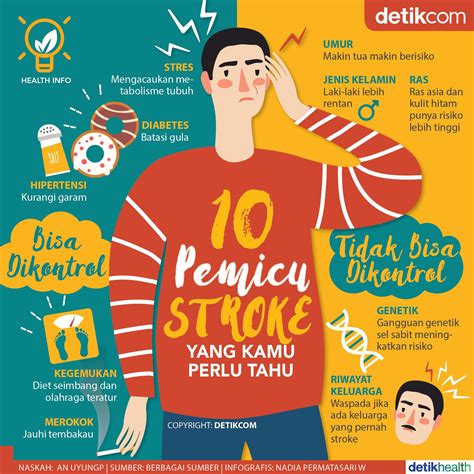 detikcom
HEALTH INFO
STRES
Mengacaukan me-
tabolisme tubuh
DIABETES
Batasi gula
SALT
HIPERTENSI
Kurangi garam
Bisa
Dikontrol
KEGEMUKAN
Diet seimbang dan
olahraga teratur
MEROKOK
Jauhi tembakau
10
Pemicu
STROKE
YANG KAMU
PERLU TAHU
COPYRIGHT: DETIKCOM
UMUR
Makin tua makin berisiko
JENIS KELAMIN
Laki-laki lebih
rentan
RAS
Ras asia dan
kulit hitam
punya risiko
lebih tinggi
Tidak Bisa
Dikontrol
GENETIK
Gangguan genetik
sel sabit mening-
katkan risiko
RIWAYAT
KELUARGA
Waspada jika
ada keluarga
yang pernah
stroke
NASKAH: AN UYUNGP | SUMBER: BERBAGAI SUMBER | INFOGRAFIS: NADIA PERMATASARI W
detikhealth